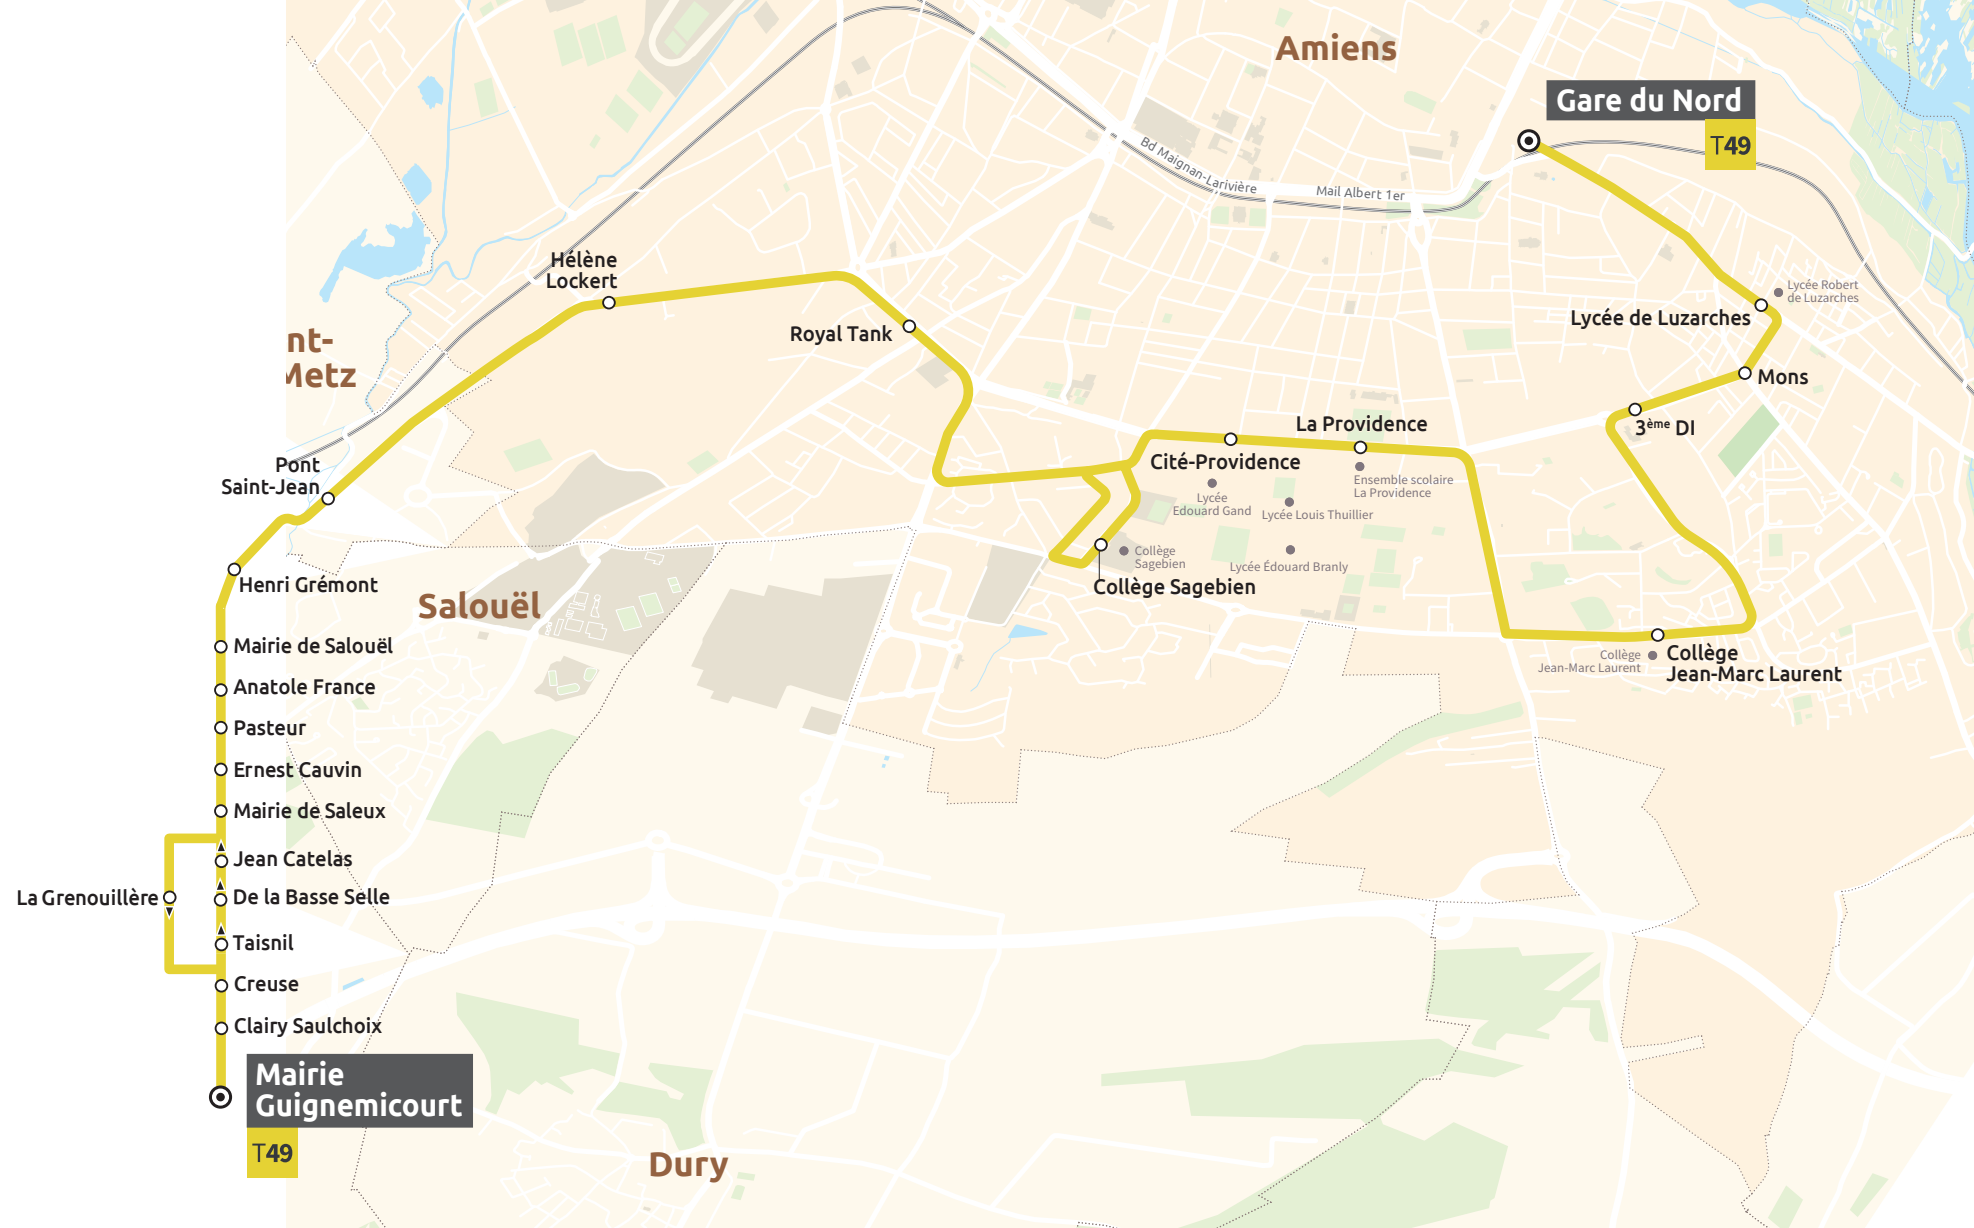 Amiens
Gare du Nord
T49
Bd Maignan-Larivière
Mail Albert 1er
Hélène
Lockert
Royal Tank
Lycée Robert
de Luzarches
Lycée de Luzarches
Mons
3ème DI
nt-
Metz
La Providence
Cité-Providence
Ensemble scolaire
La Providence
Lycée
Edouard Gand
Lycée Louis Thuillier
Lycée Édouard Branly
Collège
Sagebien
Collège Sagebien
Pont
Saint-Jean
Henri Grémont
Salouël
Mairie de Salouël
Anatole France
Pasteur
Ernest Cauvin
Mairie de Saleux
Jean Catelas
La Grenouillère
De la Basse Selle
Taisnil
Creuse
Clairy Saulchoix
Collège
Jean-Marc Laurent
Collège
Jean-Marc Laurent
Mairie
Guignemicourt
T49
Dury